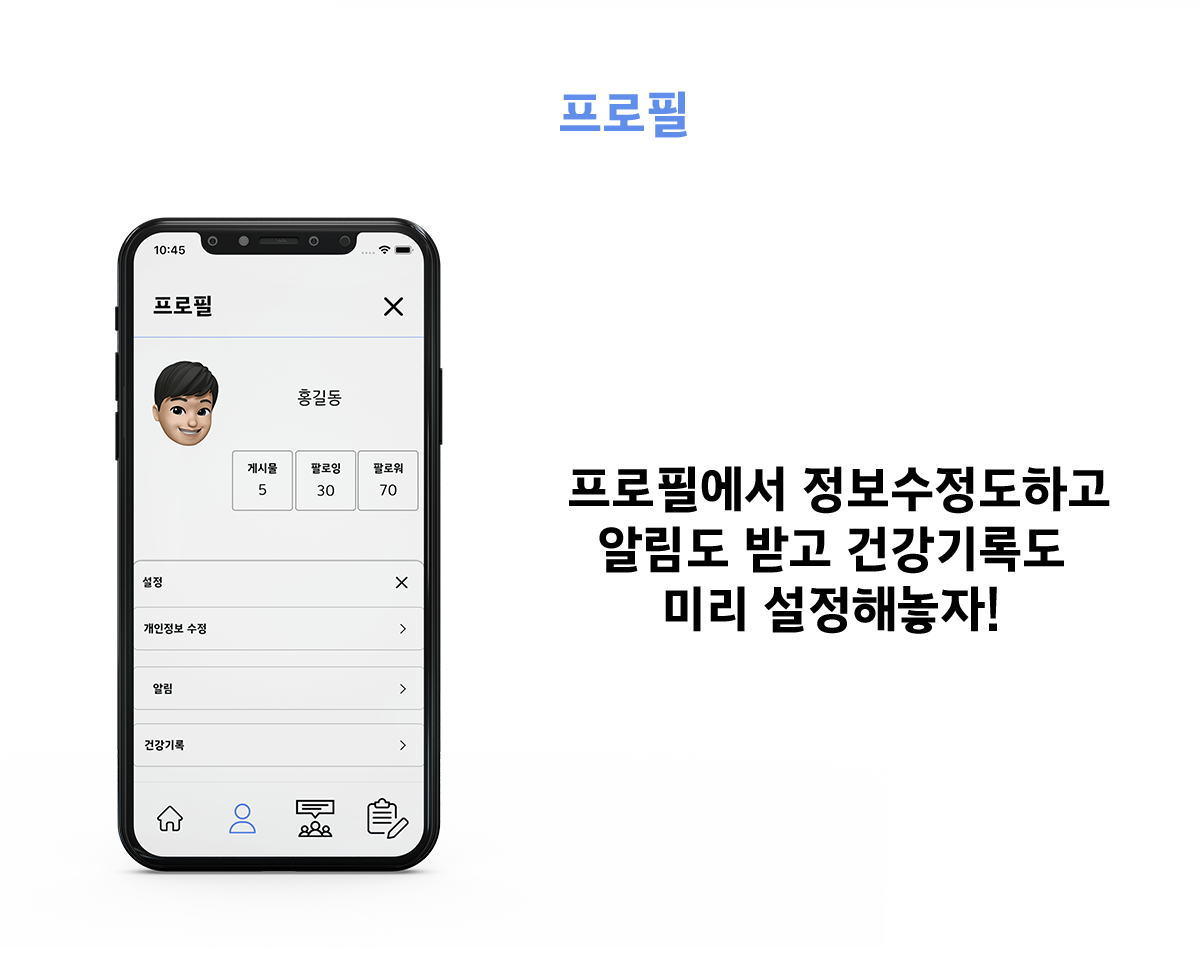 프로필
10:45
프로필
홍길동
게시물 팔로잉 팔로워
5 30 70
설정
개인정보 수정
알림
건강기록
프로필에서 정보수정도하고
알림도 받고 건강기록도
미리 설정해놓자!